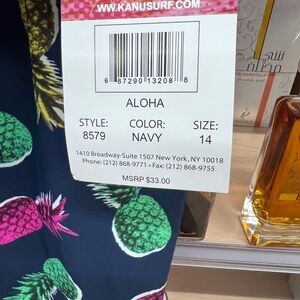 WWW.KANUSURF.COM
6 87290 13208 8
ALOHA
STYLE: COLOR: SIZE:
8579 NAVY 14
1410 Broadway-Suite 1507 New York, NY 10018
Phone: (212) 868-9771 • Fax: (212) 868-9755
MSRP $33.00